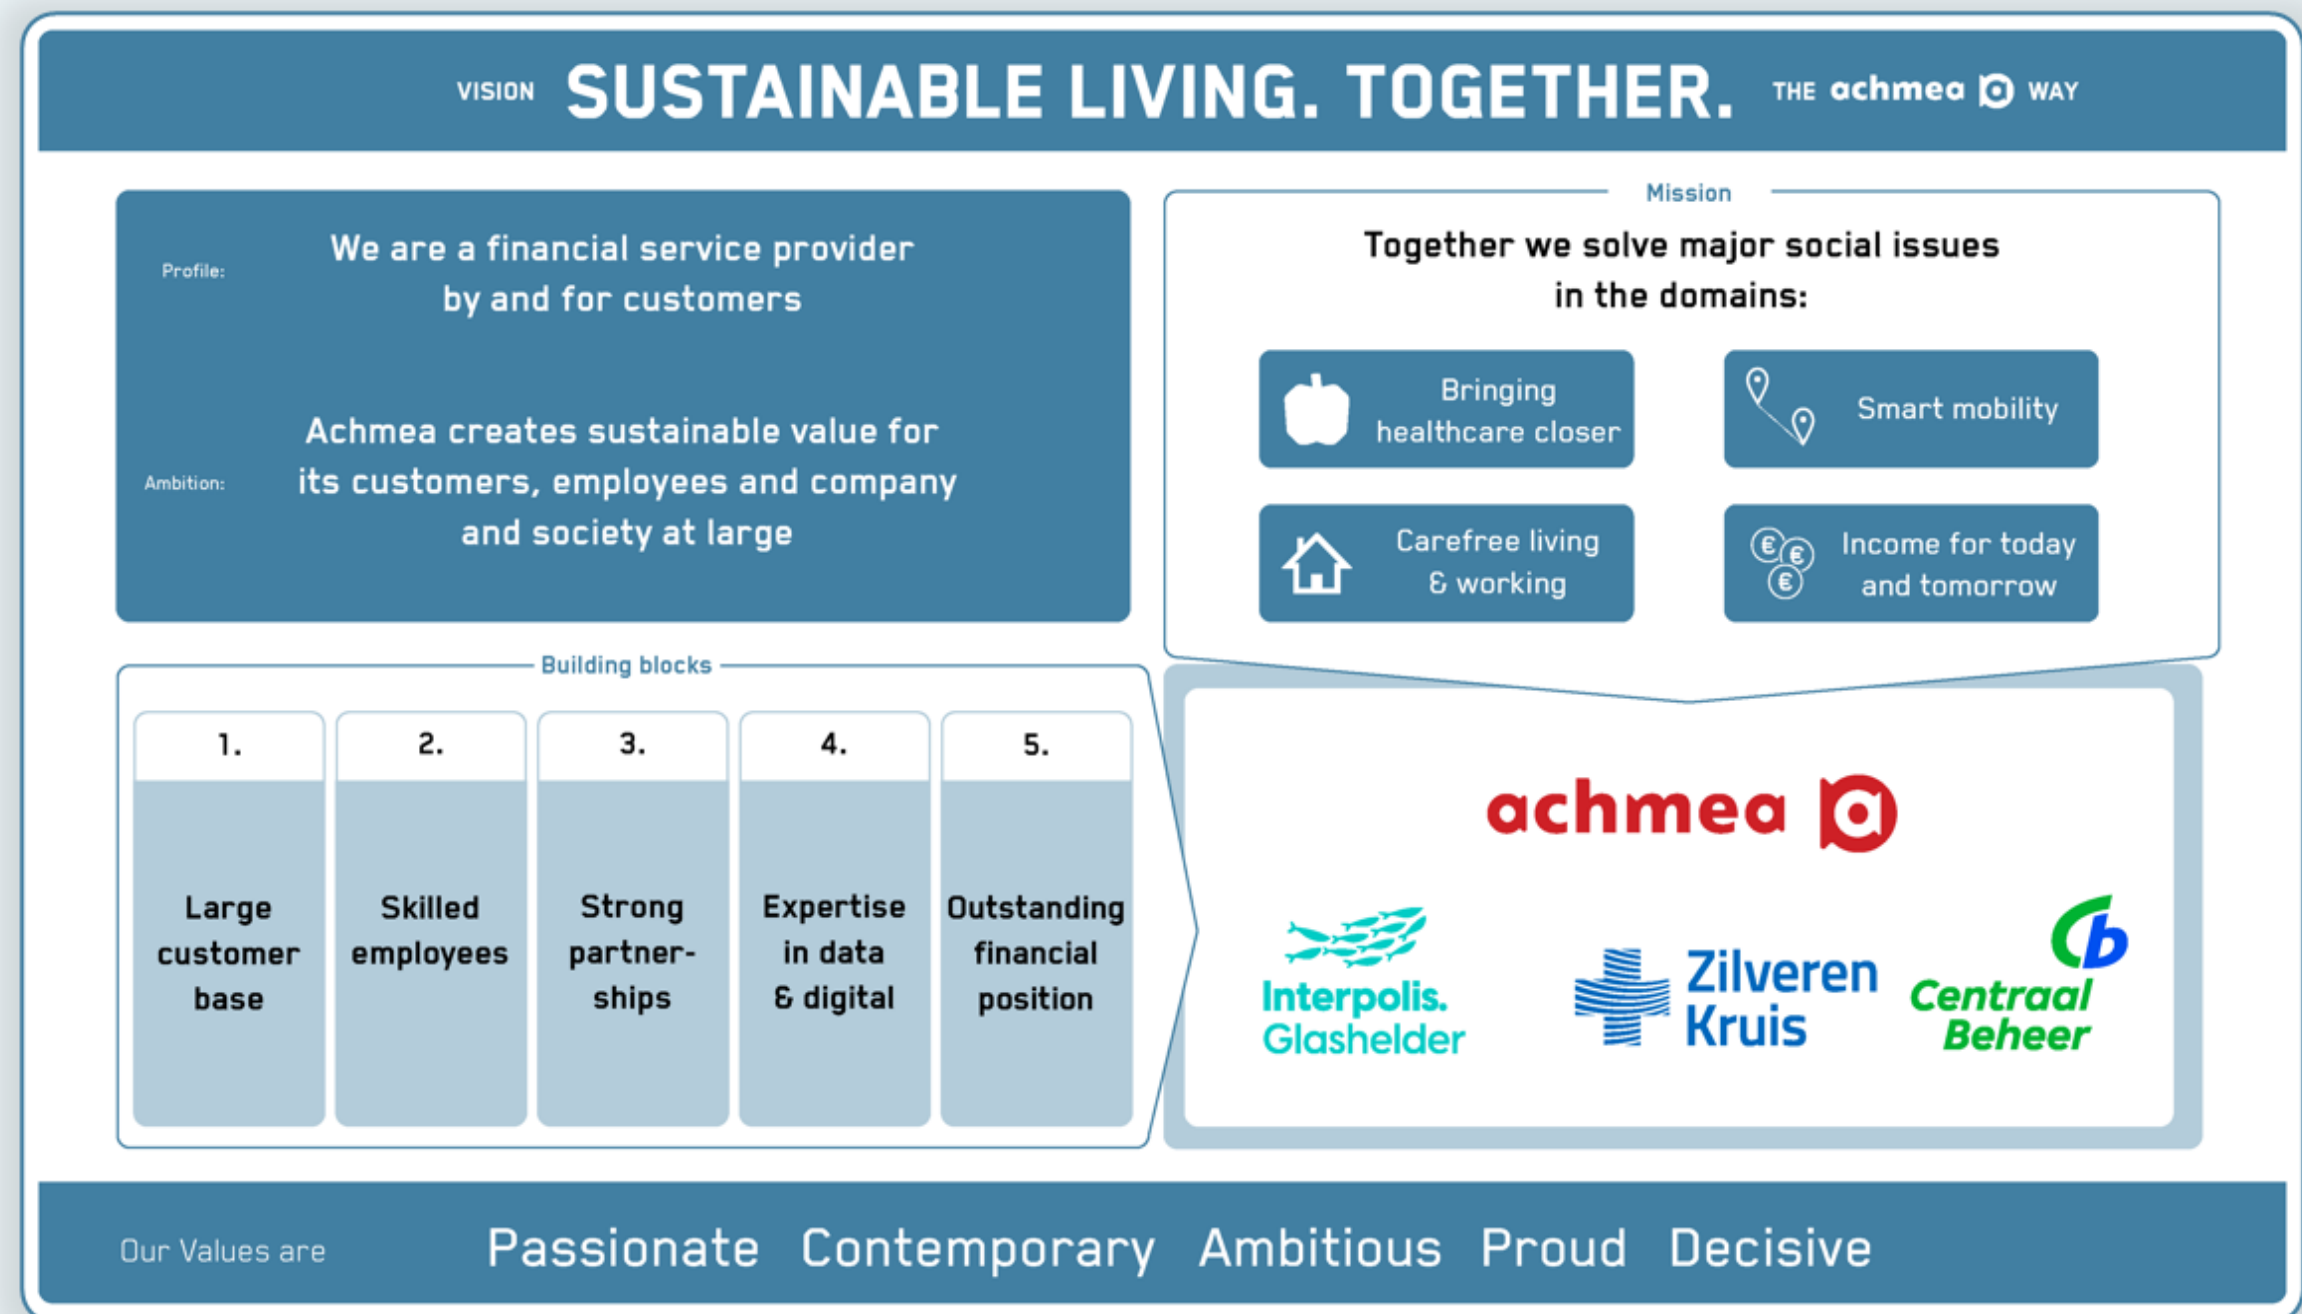 VISION SUSTAINABLE LIVING. TOGETHER. THE achmea WAY
Profile:
We are a financial service provider
by and for customers
Ambition:
Achmea creates sustainable value for
its customers, employees and company
and society at large
Mission
Together we solve major social issues
in the domains:
Bringing
healthcare closer
Smart mobility
Carefree living
& working
Income for today
and tomorrow
Building blocks
1.
Large
customer
base
2.
Skilled
employees
3.
Strong
partner-
ships
4.
Expertise
in data
& digital
5.
Outstanding
financial
position
achmea
Interpolis.
Glashelder
Zilveren
Kruis
Cb
Centraal
Beheer
Our Values are Passionate Contemporary Ambitious Proud Decisive